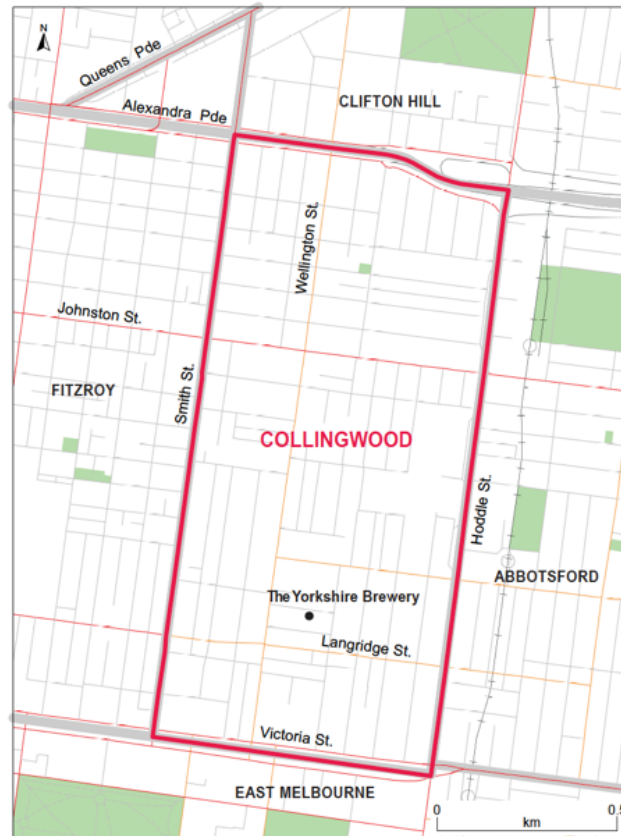 N
Queens Pde
Alexandra Pde
CLIFTON HILL
Wellington St.
Johnston St.
FITZROY
Smith St.
COLLINGWOOD
Hoddle St.
ABBOTSFORD
The Yorkshire Brewery
Langridge St.
Victoria St.
EAST MELBOURNE
0 0.5
km